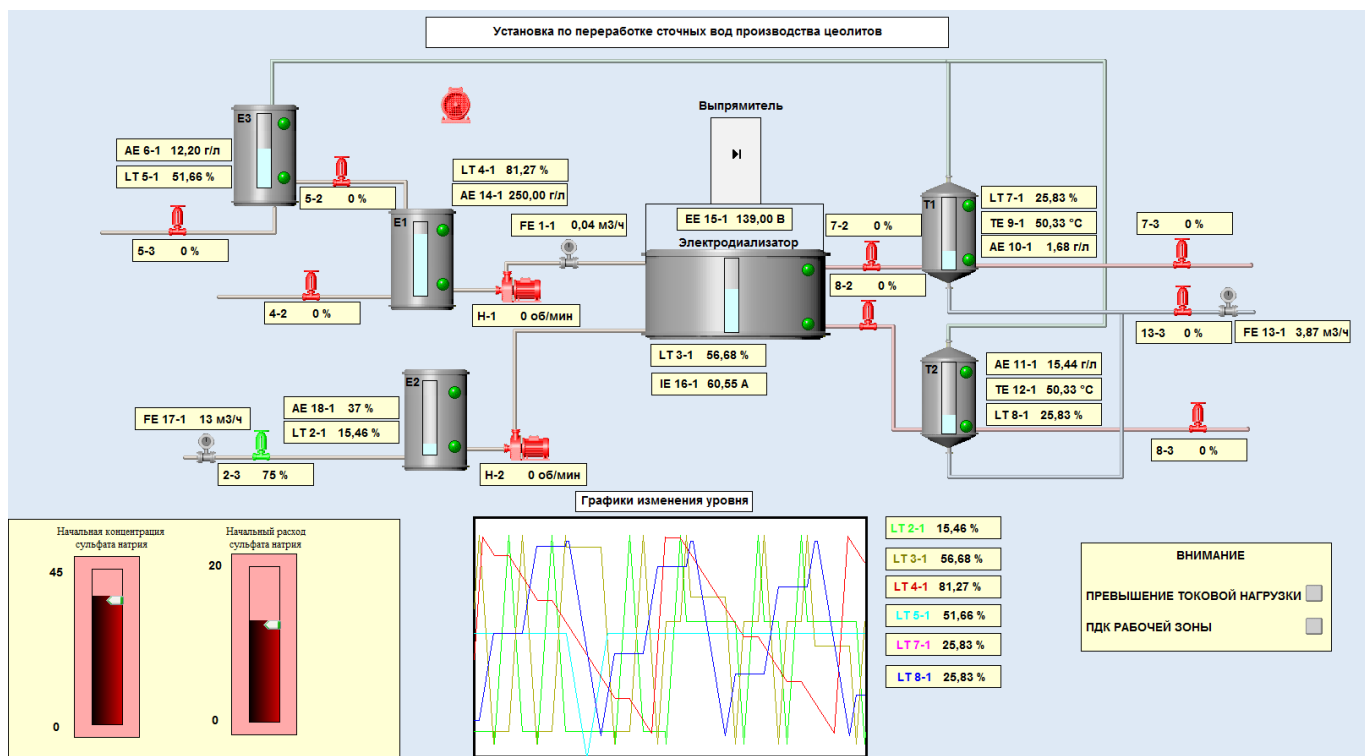 Установка по переработке сточных вод производства цеолитов
Выпрямитель
E3
AE 6-1 12,20 г/л
LT 5-1 51,66 %
5-2 0 %
5-3 0 %
LT 4-1 81,27 %
AE 14-1 250,00 г/л
E1
4-2 0 %
FE 1-1 0,04 м3/ч
Н-1 0 об/мин
EE 15-1 139,00 В
Электродиализатор
LT 3-1 56,68 %
IE 16-1 60,55 А
7-2 0 %
8-2 0 %
T1
LT 7-1 25,83 %
TE 9-1 50,33 °C
AE 10-1 1,68 г/л
7-3 0 %
13-3 0 %
FE 13-1 3,87 м3/ч
T2
AE 11-1 15,44 г/л
TE 12-1 50,33 °C
LT 8-1 25,83 %
8-3 0 %
E2
AE 18-1 37 %
LT 2-1 15,46 %
FE 17-1 13 м3/ч
2-3 75 %
Н-2 0 об/мин
Начальная концентрация
сульфата натрия
45
0
Начальный расход
сульфата натрия
20
0
Графики изменения уровня
LT 2-1 15,46 %
LT 3-1 56,68 %
LT 4-1 81,27 %
LT 5-1 51,66 %
LT 7-1 25,83 %
LT 8-1 25,83 %
ВНИМАНИЕ
ПРЕВЫШЕНИЕ ТОКОВОЙ НАГРУЗКИ
ПДК РАБОЧЕЙ ЗОНЫ